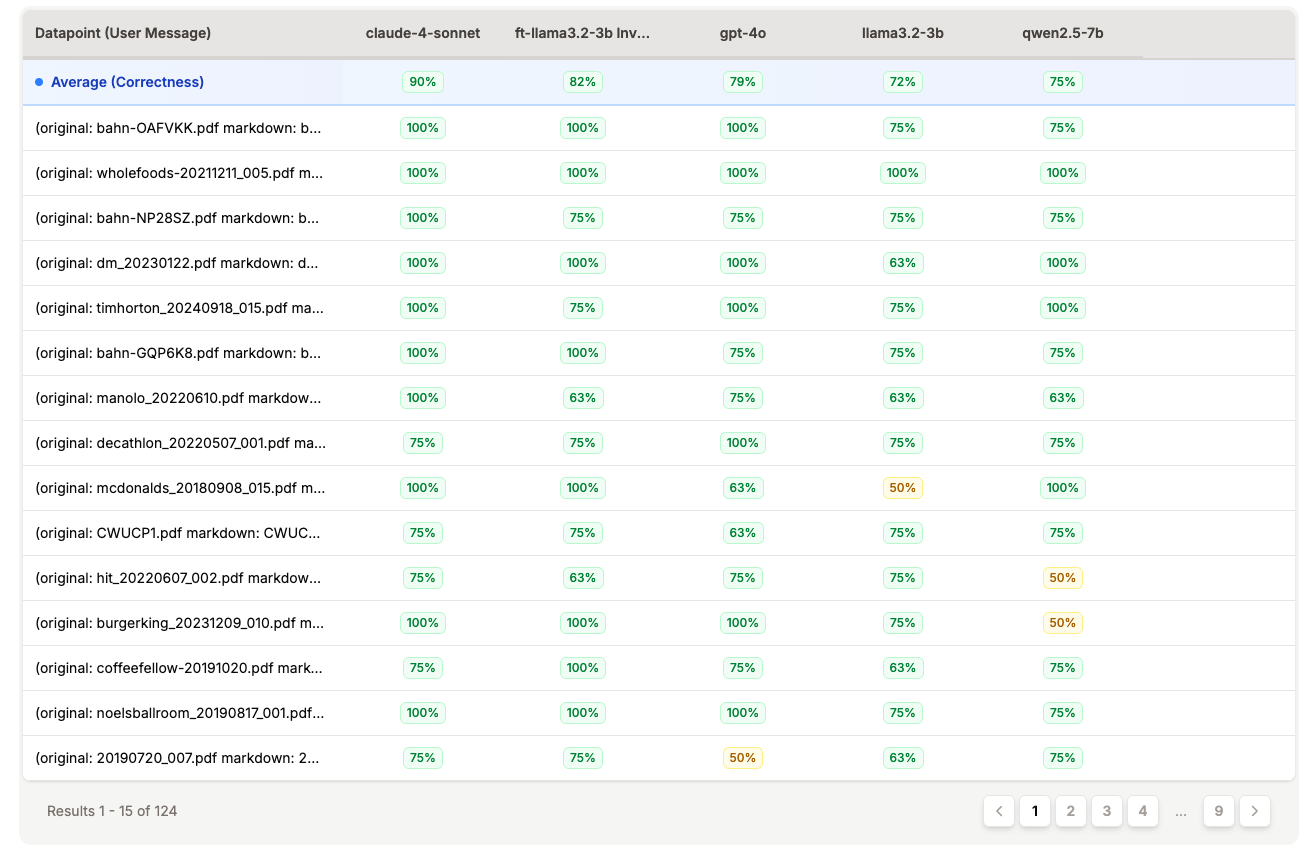 Datapoint (User Message) claude-4-sonnet ft-llama3.2-3b Inv... gpt-4o llama3.2-3b qwen2.5-7b
Average (Correctness) 90% 82% 79% 72% 75%
(original: bahn-OAFVKK.pdf markdown: b... 100% 100% 100% 75% 75%
(original: wholefoods-20211211_005.pdf m... 100% 100% 100% 100% 100%
(original: bahn-NP28SZ.pdf markdown: b... 100% 75% 75% 75% 75%
(original: dm_20230122.pdf markdown: d... 100% 100% 100% 63% 100%
(original: timhorton_20240918_015.pdf ma... 100% 75% 100% 75% 100%
(original: bahn-GQP6K8.pdf markdown: b... 100% 100% 75% 75% 75%
(original: manolo_20220610.pdf markdow... 100% 63% 75% 63% 63%
(original: decathlon_20220507_001.pdf ma... 75% 75% 100% 75% 75%
(original: mcdonalds_20180908_015.pdf m... 100% 100% 63% 50% 100%
(original: CWUCP1.pdf markdown: CWUC... 75% 75% 63% 75% 75%
(original: hit_20220607_002.pdf markdow... 75% 63% 75% 75% 50%
(original: burgerking_20231209_010.pdf m... 100% 100% 100% 75% 50%
(original: coffeefellow-20191020.pdf mark... 75% 100% 75% 63% 75%
(original: noelsballroom_20190817_001.pdf... 100% 100% 100% 75% 75%
(original: 20190720_007.pdf markdown: 2... 75% 75% 50% 63% 75%
Results 1 - 15 of 124 1 2 3 4 ... 9